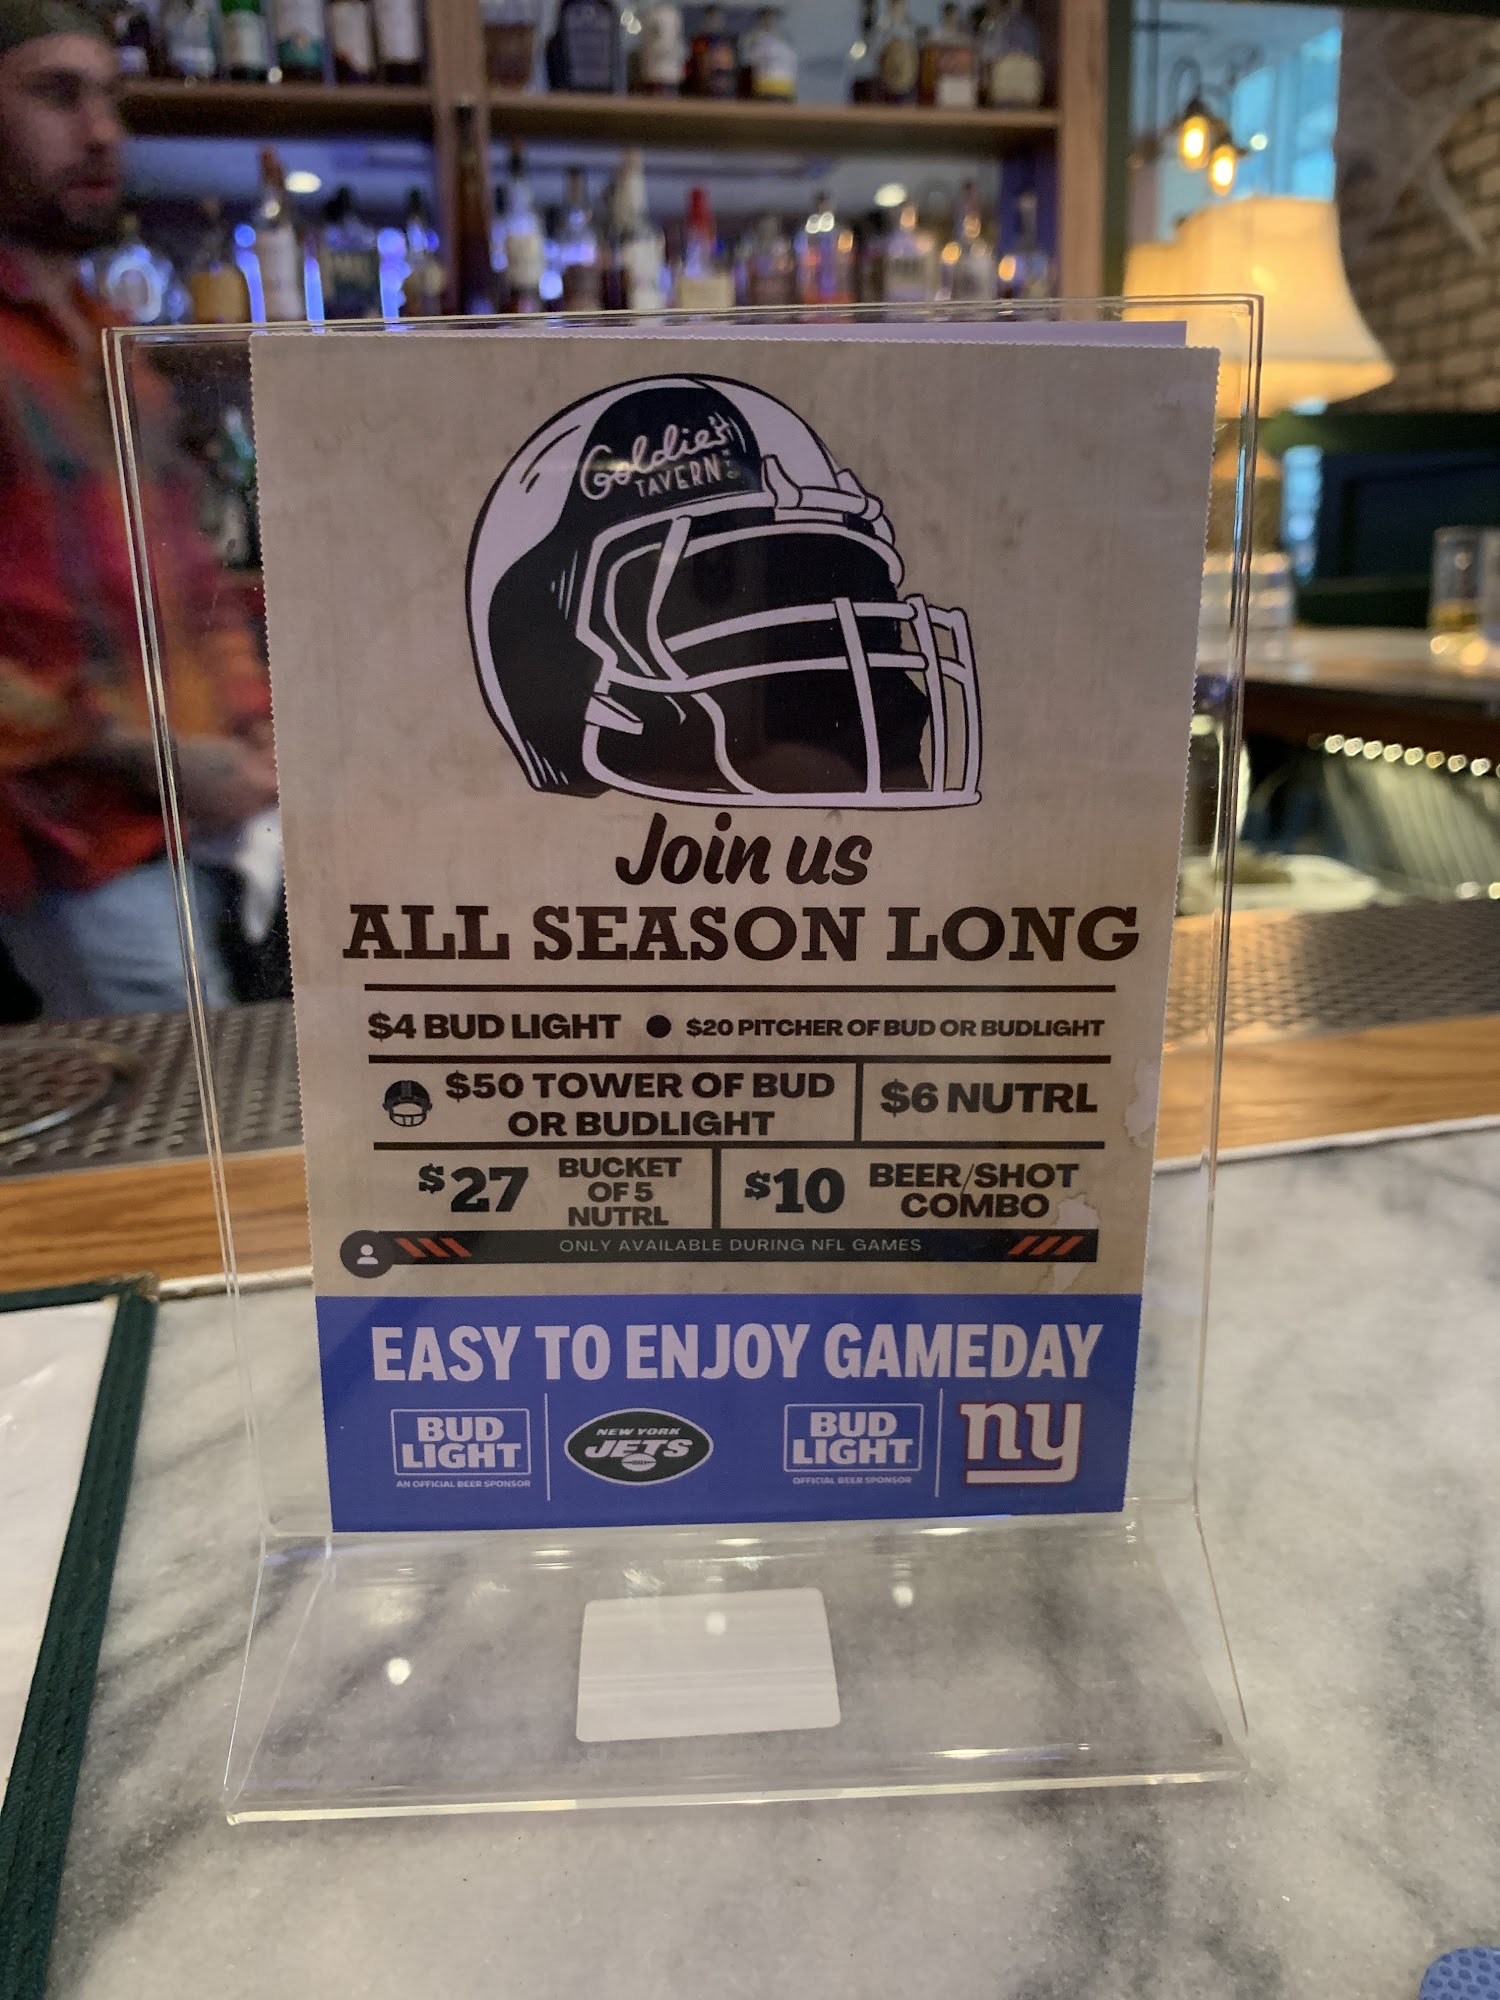 Goldie's
TAVERN
Join us
ALL SEASON LONG
$4 BUD LIGHT ● $20 PITCHER OF BUD OR BUDLIGHT
$50 TOWER OF BUD
OR BUDLIGHT
$6 NUTRL
$27 BUCKET
OF 5
NUTRL
$10 BEER/SHOT
COMBO
ONLY AVAILABLE DURING NFL GAMES
EASY TO ENJOY GAMEDAY
BUD
LIGHT
AN OFFICIAL BEER SPONSOR
NEW YORK
JETS
BUD
LIGHT
OFFICIAL BEER SPONSOR
ny